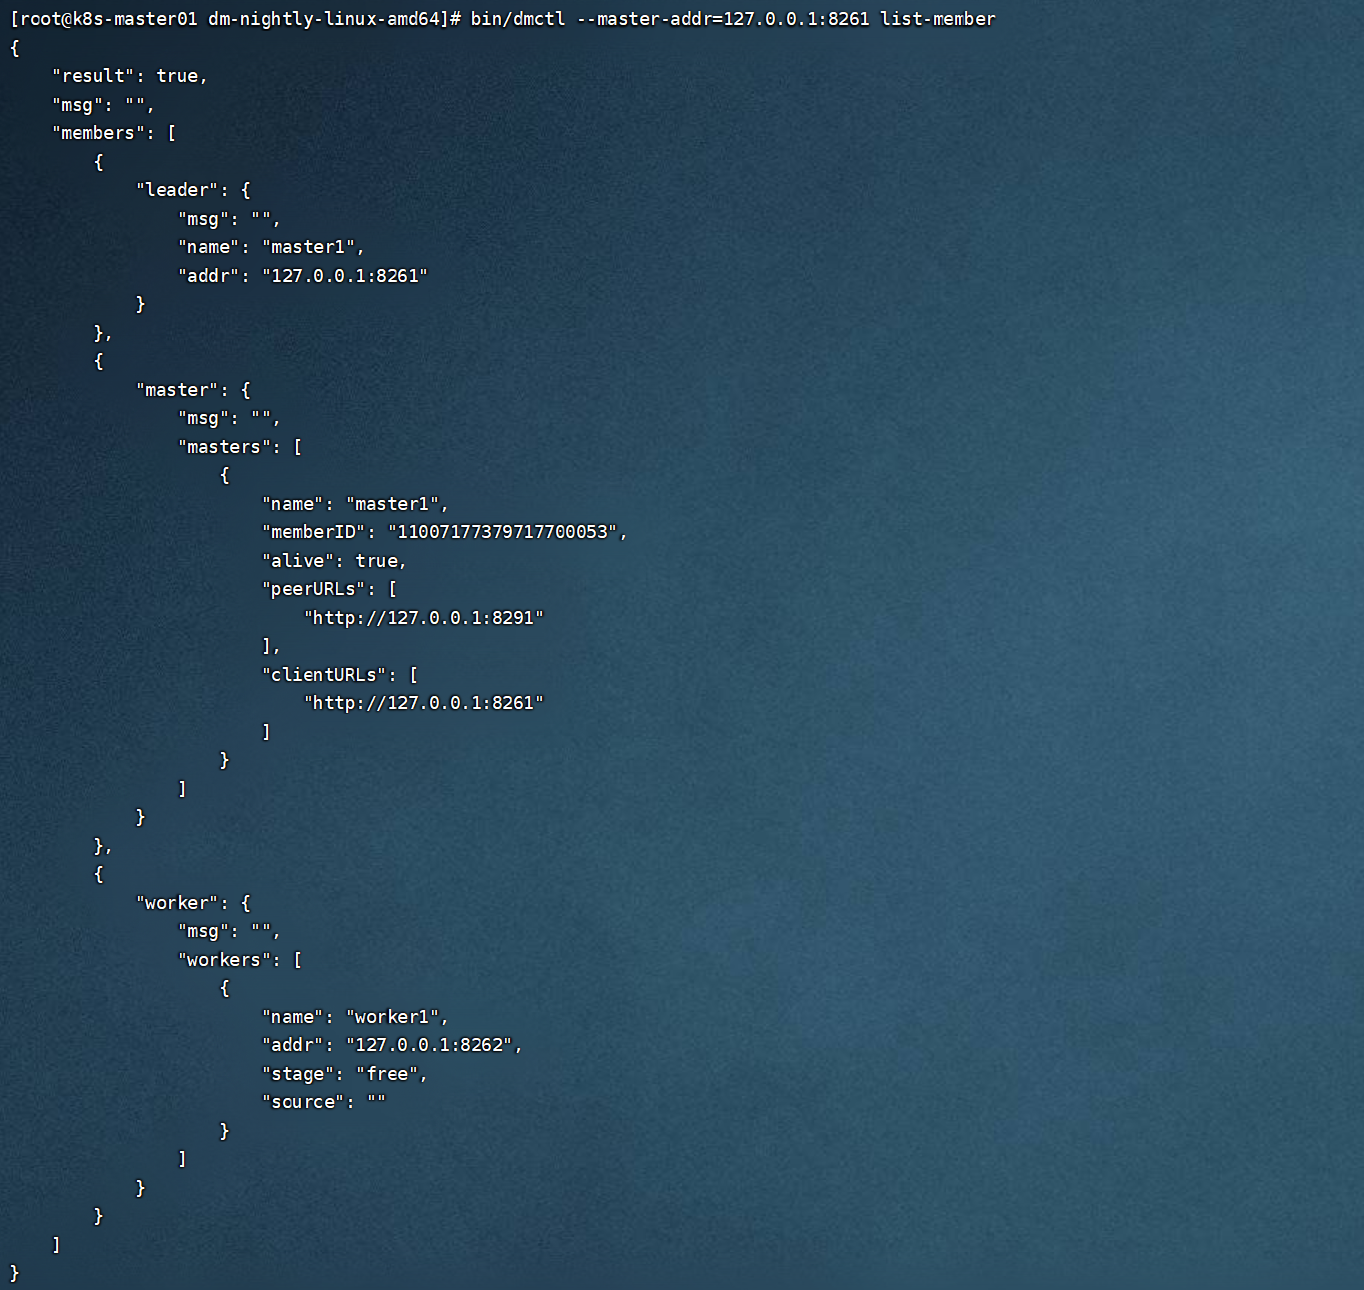 [root@k8s-master01 dm-nightly-linux-amd64]# bin/dmctl --master-addr=127.0.0.1:8261 list-member
{
    "result": true,
    "msg": "",
    "members": [
        {
            "leader": {
                "msg": "",
                "name": "master1",
                "addr": "127.0.0.1:8261"
            }
        },
        {
            "master": {
                "msg": "",
                "masters": [
                    {
                        "name": "master1",
                        "memberID": "11007177379717700053",
                        "alive": true,
                        "peerURLs": [
                            "http://127.0.0.1:8291"
                        ],
                        "clientURLs": [
                            "http://127.0.0.1:8261"
                        ]
                    }
                ]
            }
        },
        {
            "worker": {
                "msg": "",
                "workers": [
                    {
                        "name": "worker1",
                        "addr": "127.0.0.1:8262",
                        "stage": "free",
                        "source": ""
                    }
                ]
            }
        }
    ]
}